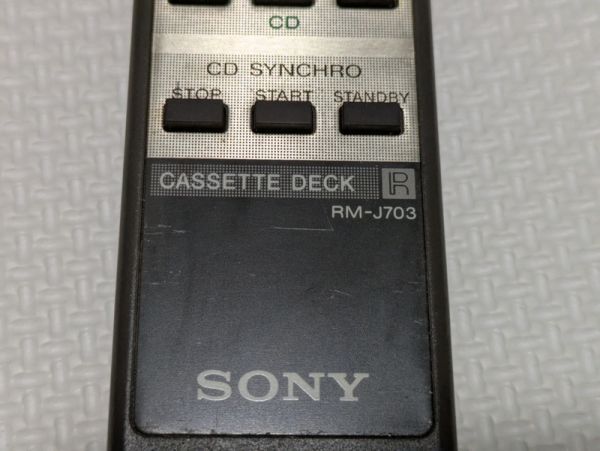 CD
CD SYNCHRO
STOP START STANDBY
CASSETTE DECK R
RM-J703
SONY